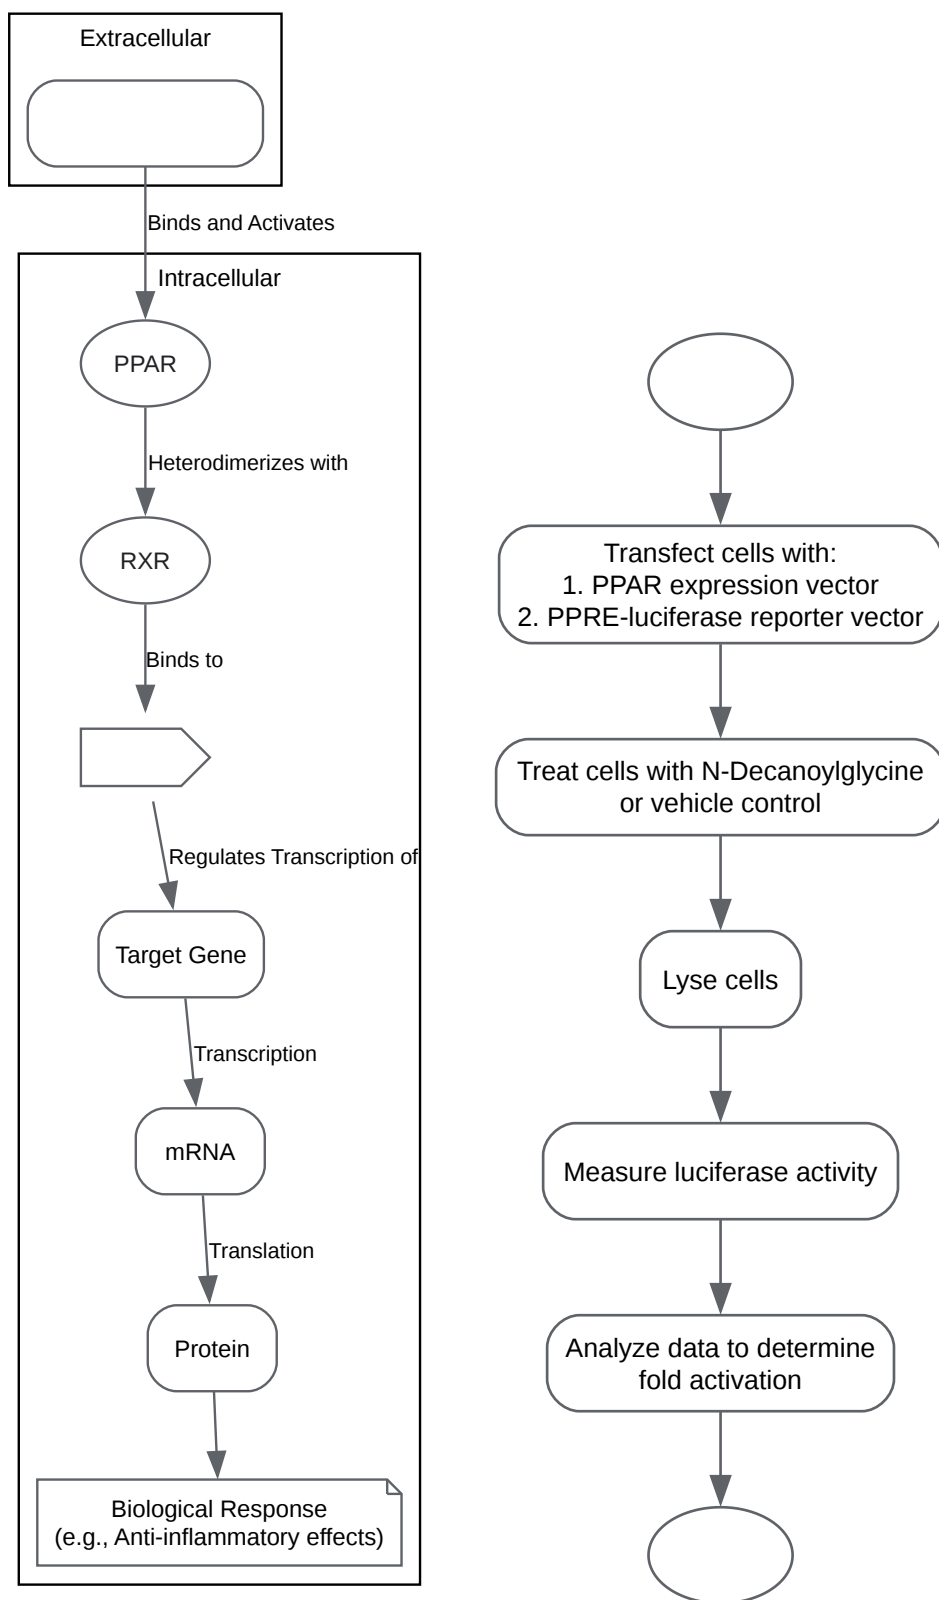 Extracellular
Binds and Activates
Intracellular
PPAR
Heterodimerizes with
RXR
Binds to
Regulates Transcription of
Target Gene
Transcription
mRNA
Translation
Protein
Biological Response
(e.g., Anti-inflammatory effects)
Transfect cells with:
1. PPAR expression vector
2. PPRE-luciferase reporter vector
Treat cells with N-Decanoylglycine
or vehicle control
Lyse cells
Measure luciferase activity
Analyze data to determine
fold activation